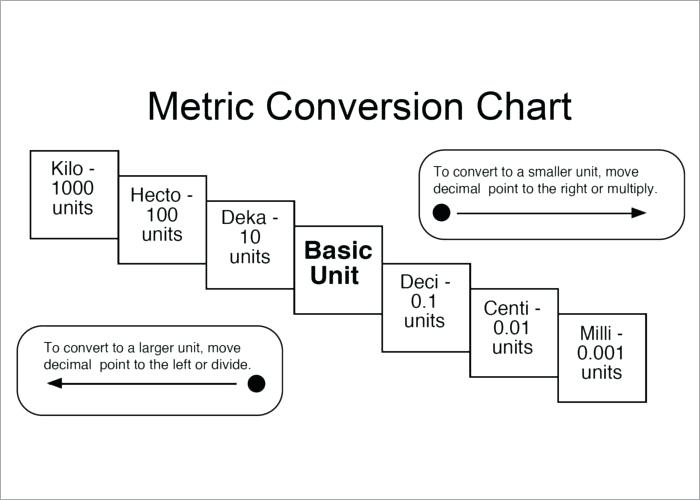 Metric Conversion Chart
Kilo -
1000
units
Hecto -
100
units
Deka -
10
units
Basic
Unit
Deci -
0.1
units
Centi -
0.01
units
Milli -
0.001
units
To convert to a smaller unit, move
decimal point to the right or multiply.
To convert to a larger unit, move
decimal point to the left or divide.